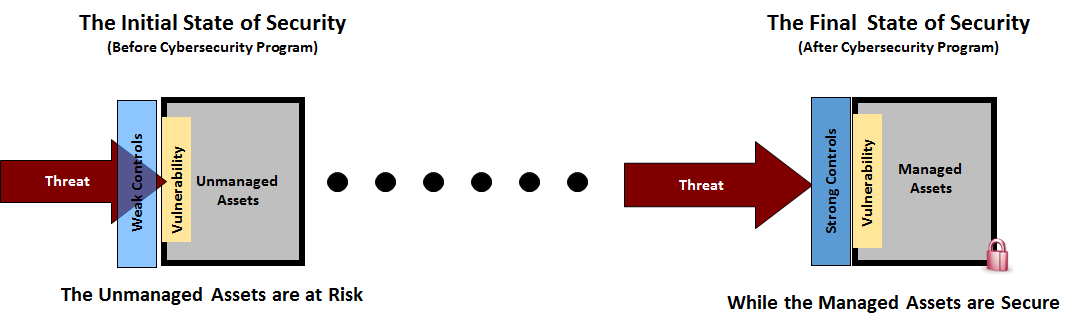 The Initial State of Security
(Before Cybersecurity Program)
Threat
Weak Controls
Vulnerability
Unmanaged
Assets
The Unmanaged Assets are at Risk
The Final State of Security
(After Cybersecurity Program)
Threat
Strong Controls
Vulnerability
Managed
Assets
While the Managed Assets are Secure